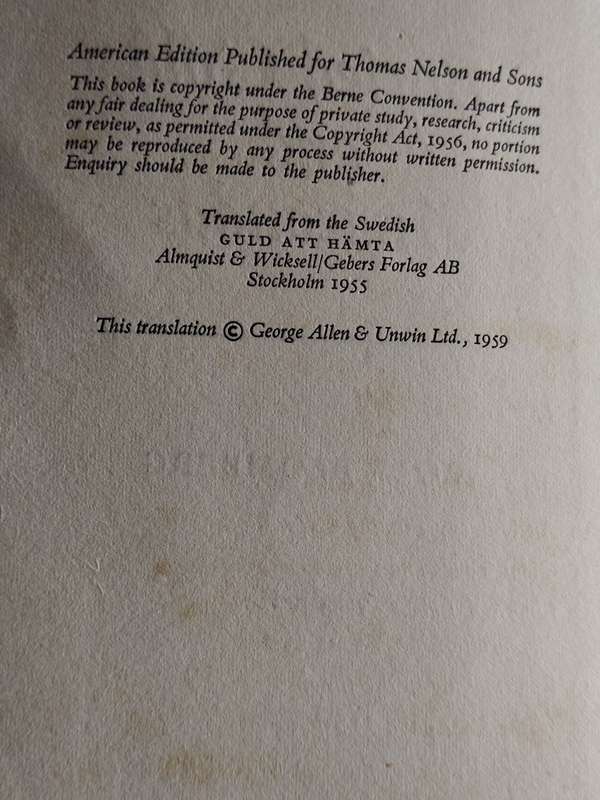 American Edition Published for Thomas Nelson and Sons
This book is copyright under the Berne Convention. Apart from
any fair dealing for the purpose of private study, research, criticism
or review, as permitted under the Copyright Act, 1956, no portion
may be reproduced by any process without written permission.
Enquiry should be made to the publisher.
Translated from the Swedish
GULD ATT HÄMTA
Almquist & Wicksell/Gebers Forlag AB
Stockholm 1955
This translation © George Allen & Unwin Ltd., 1959